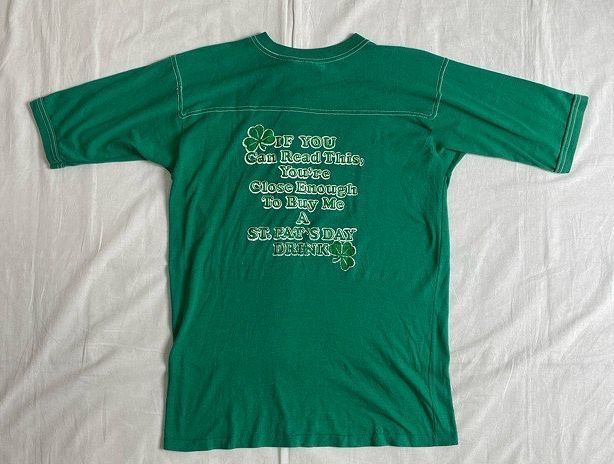 IF YOU
Can Read This,
You're
Close Enough
To Buy Me
A
ST. PAT'S DAY
DRINK